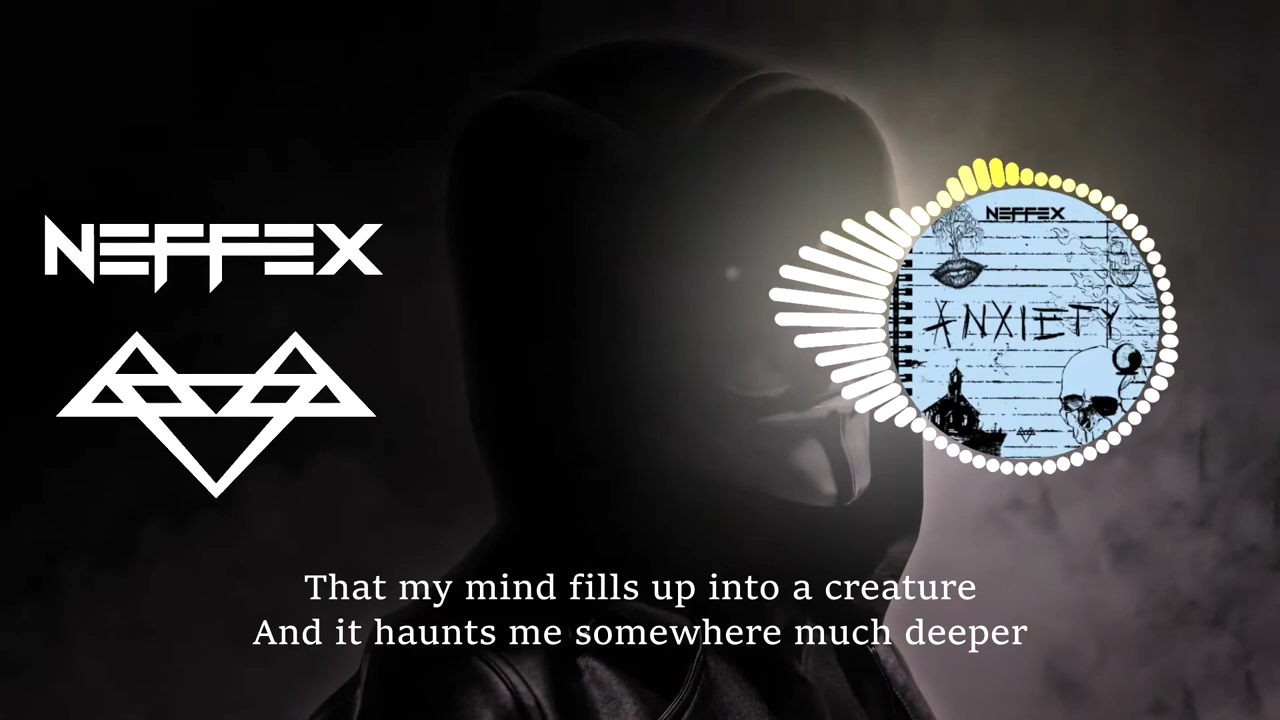 NEFFEX
NEFFEX
ANXIETY
That my mind fills up into a creature
And it haunts me somewhere much deeper